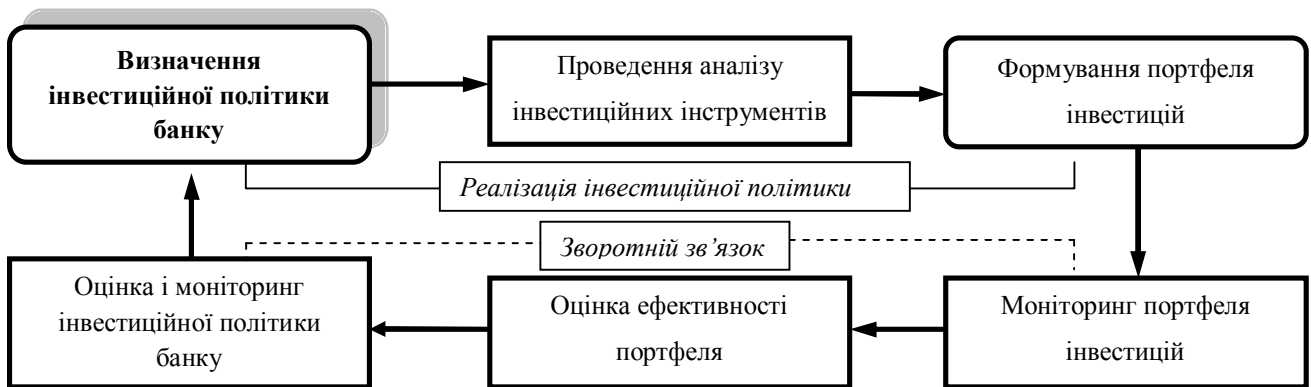 Визначення
інвестиційної політики
банку
Проведення аналізу
інвестиційних інструментів
Формування портфеля
інвестицій
Реалізація інвестиційної політики
Зворотній зв’язок
Оцінка і моніторинг
інвестиційної політики
банку
Оцінка ефективності
портфеля
Моніторинг портфеля
інвестицій